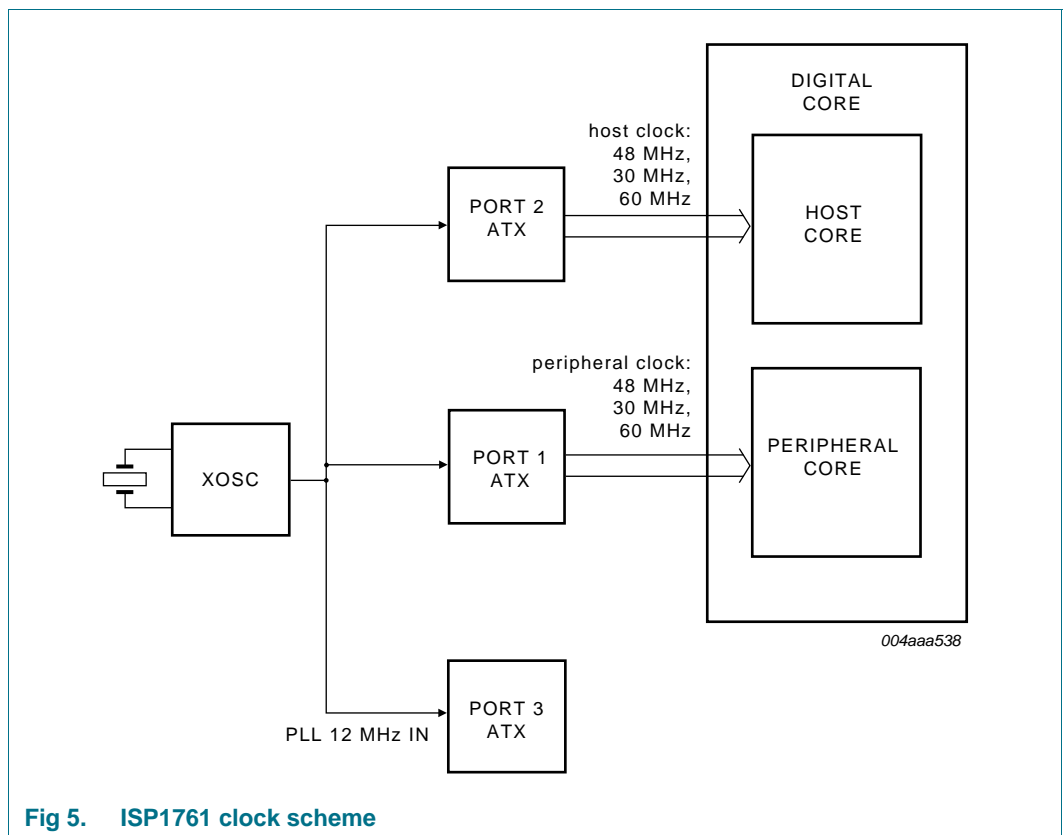 DIGITAL
CORE
host clock:
48 MHz,
30 MHz,
60 MHz
PORT 2
ATX
HOST
CORE
peripheral clock:
48 MHz,
30 MHz,
60 MHz
XOSC
PORT 1
ATX
PERIPHERAL
CORE
004aaa538
PORT 3
ATX
PLL 12 MHz IN
Fig 5. ISP1761 clock scheme